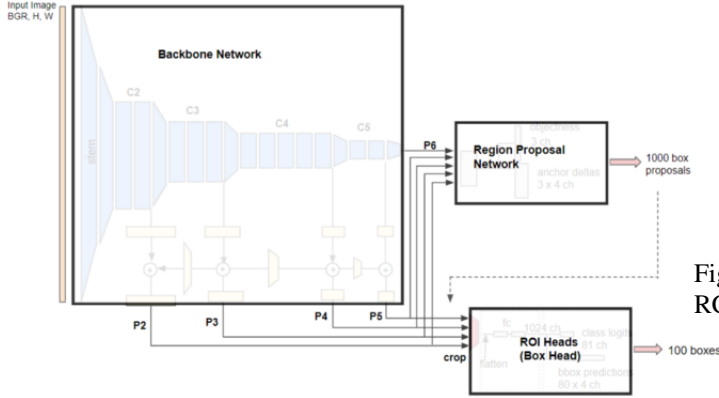 Input Image
BGR, H, W
Backbone Network
stem
C2
C3
C4
C5
P6
objectness
3 ch
Region Proposal
Network
anchor deltas
3 x 4 ch
1000 box
proposals
P2
P3
P4
P5
crop
fc
1024 ch
class logits
81 ch
ROI Heads
(Box Head)
flatten
bbox predictions
80 x 4 ch
100 boxes
Fig
RO